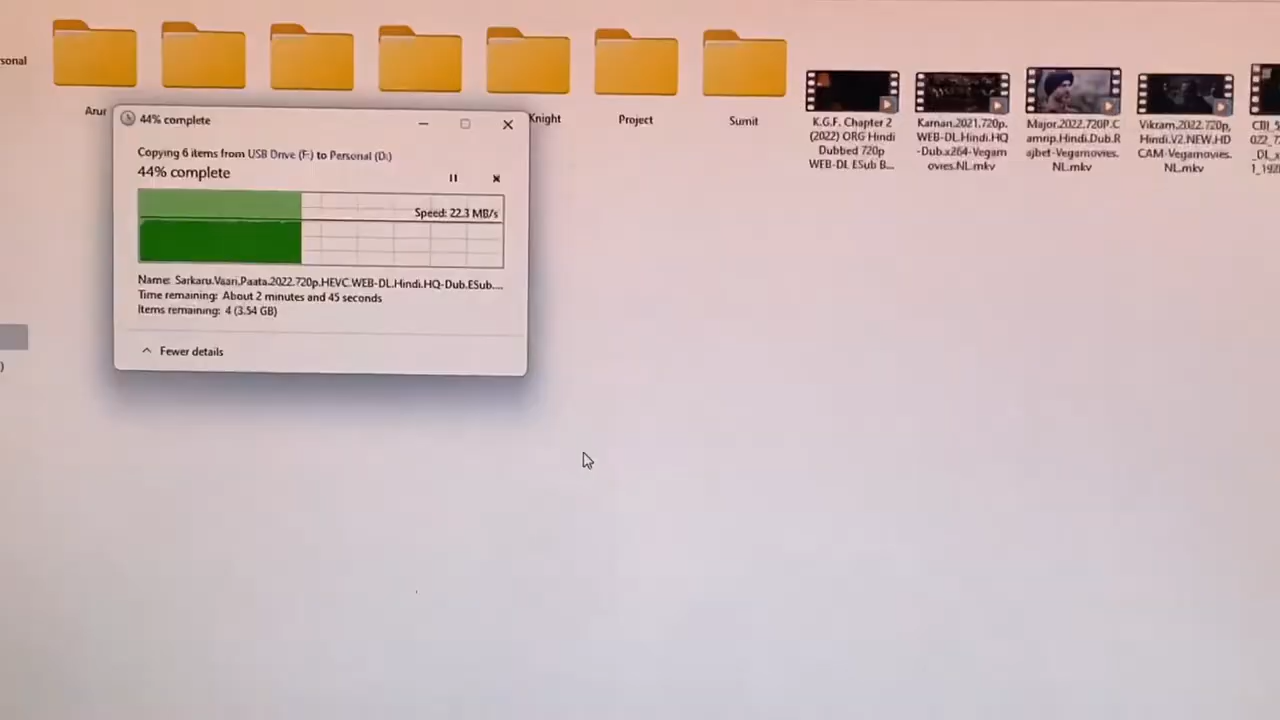 sonal
Arur
Knight
Project
Sumit
K.G.F. Chapter 2
(2022) ORG Hindi
Dubbed 720p
WEB-DL ESub B...
Karnan.2021.720p.
WEB-DL.Hindi.HQ
-Dub.x264-Vegam
ovies.NL.mkv
Major.2022.720P.C
amrip.Hindi.Dub.R
ajbet-Vegamovies.
NL.mkv
Vikram.2022.720p,
Hindi.V2.NEW.HD
CAM-Vegamovies.
NL.mkv
44% complete
Copying 6 items from USB Drive (F:) to Personal (D:)
44% complete
Speed: 22.3 MB/s
Name: Sarkaru.Vaari.Paata.2022.720p.HEVC.WEB-DL.Hindi.HQ-Dub.ESub....
Time remaining: About 2 minutes and 45 seconds
Items remaining: 4 (3.54 GB)
Fewer details
)